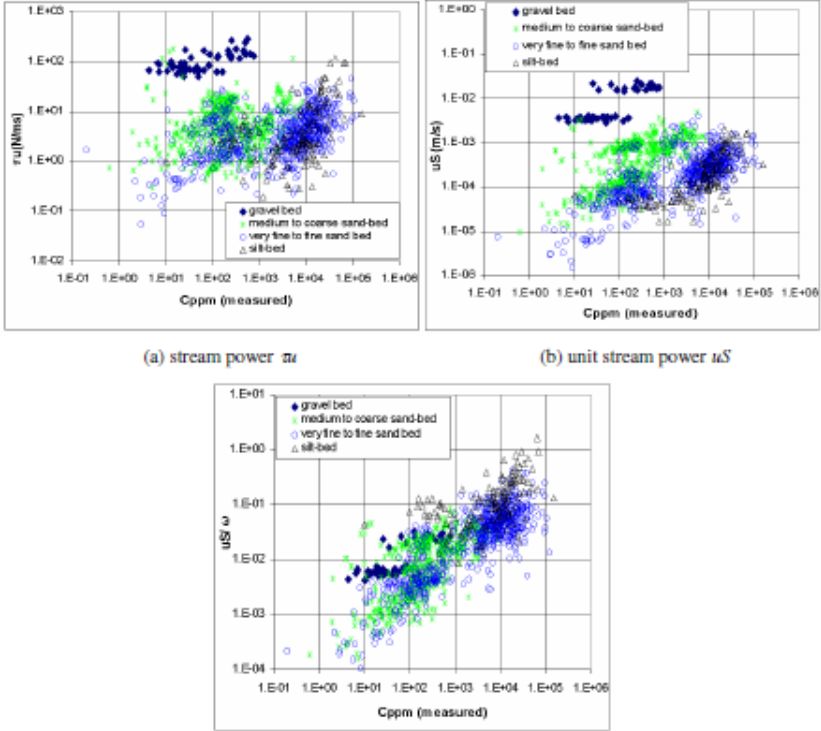 1.E+03
1.E+02
1.E+01
1.E+00
1.E-01
1.E-02
τu(N/ms)
gravel bed
medium to coarse sand-bed
very fine to fine sand bed
silt-bed
1.E-01 1.E+00 1.E+01 1.E+02 1.E+03 1.E+04 1.E+05 1.E+06
Cppm (measured)
(a) stream power τu
1.E+00
1.E-01
1.E-02
1.E-03
1.E-04
1.E-05
1.E-06
uS (m/s)
gravel bed
medium to coarse sand-bed
very fine to fine sand bed
silt-bed
1.E-01 1.E+00 1.E+01 1.E+02 1.E+03 1.E+04 1.E+05 1.E+06
Cppm (measured)
(b) unit stream power uS
1.E+01
1.E+00
1.E-01
1.E-02
1.E-03
1.E-04
uS/ ω
gravel bed
medium to coarse sand-bed
very fine to fine sand bed
silt-bed
1.E-01 1.E+00 1.E+01 1.E+02 1.E+03 1.E+04 1.E+05 1.E+06
Cppm (measured)